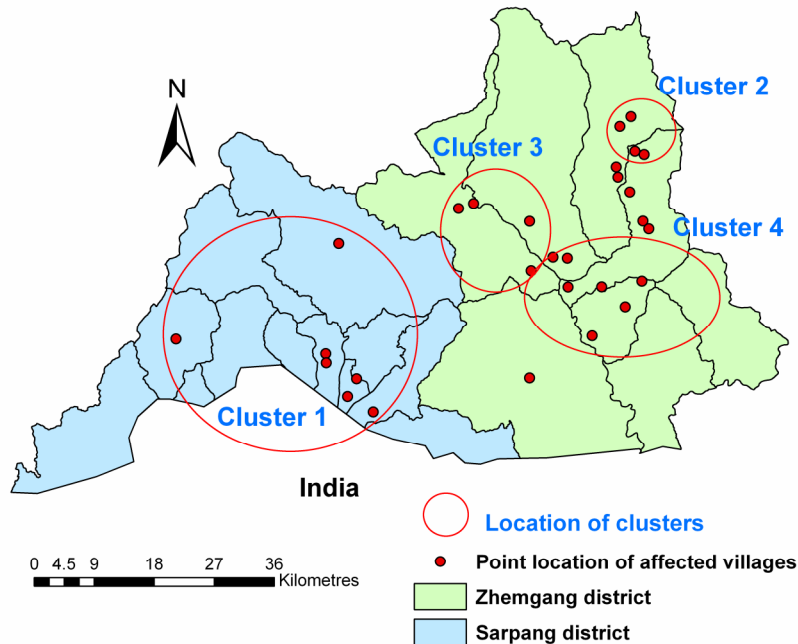 N
Cluster 2
Cluster 3
Cluster 4
Cluster 1
India
Location of clusters
Point location of affected villages
Zhemgang district
Sarpang district
0 4.5 9 18 27 36
Kilometres